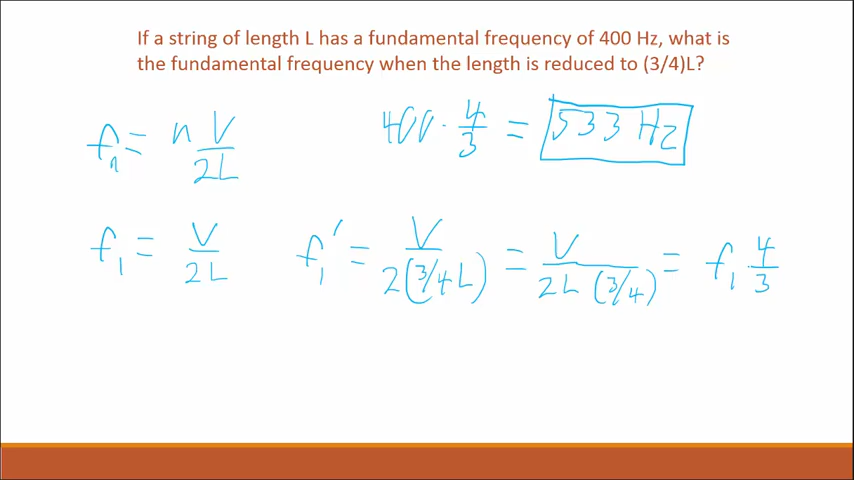 If a string of length L has a fundamental frequency of 400 Hz, what is
the fundamental frequency when the length is reduced to (3/4)L?
fn = n V/2L
400 · 4/3 = 533 Hz
f1 = V/2L
f1' = V/2(3/4 L) = V/2L (3/4) = f1 4/3